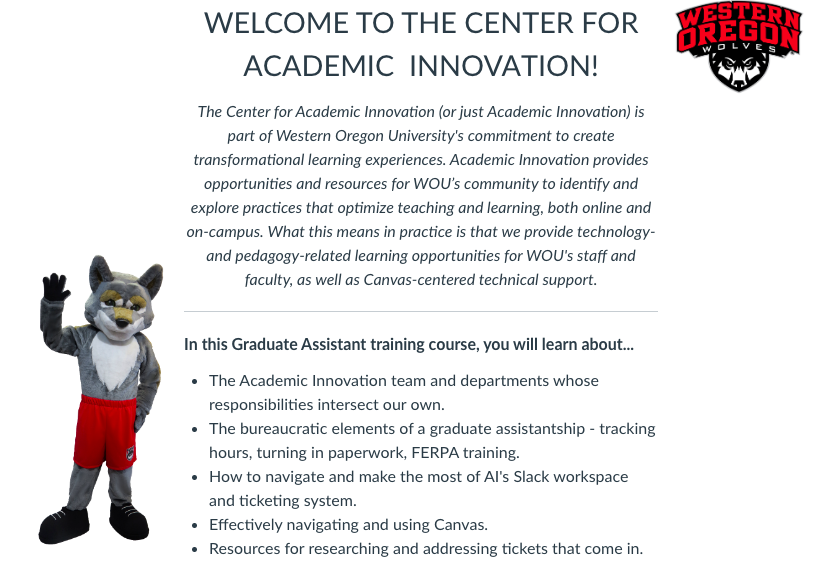 WELCOME TO THE CENTER FOR
ACADEMIC INNOVATION!
WESTERN
OREGON
WOLVES
The Center for Academic Innovation (or just Academic Innovation) is
part of Western Oregon University's commitment to create
transformational learning experiences. Academic Innovation provides
opportunities and resources for WOU's community to identify and
explore practices that optimize teaching and learning, both online and
on-campus. What this means in practice is that we provide technology-
and pedagogy-related learning opportunities for WOU's staff and
faculty, as well as Canvas-centered technical support.
In this Graduate Assistant training course, you will learn about...
• The Academic Innovation team and departments whose
responsibilities intersect our own.
• The bureaucratic elements of a graduate assistantship - tracking
hours, turning in paperwork, FERPA training.
• How to navigate and make the most of AI's Slack workspace
and ticketing system.
• Effectively navigating and using Canvas.
• Resources for researching and addressing tickets that come in.